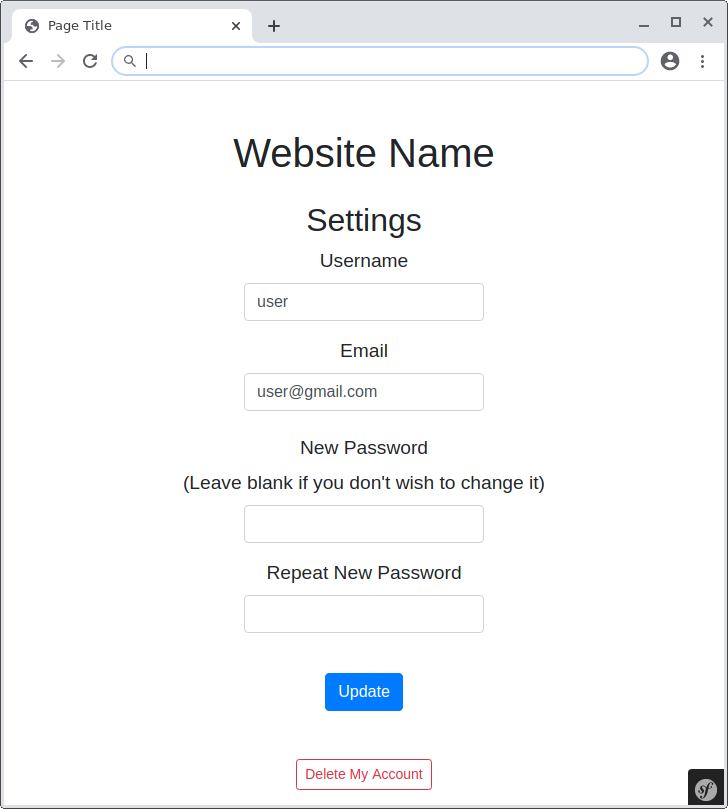 Page Title
Website Name
Settings
Username
user
Email
user@gmail.com
New Password
(Leave blank if you don't wish to change it)
Repeat New Password
Update
Delete My Account
sf